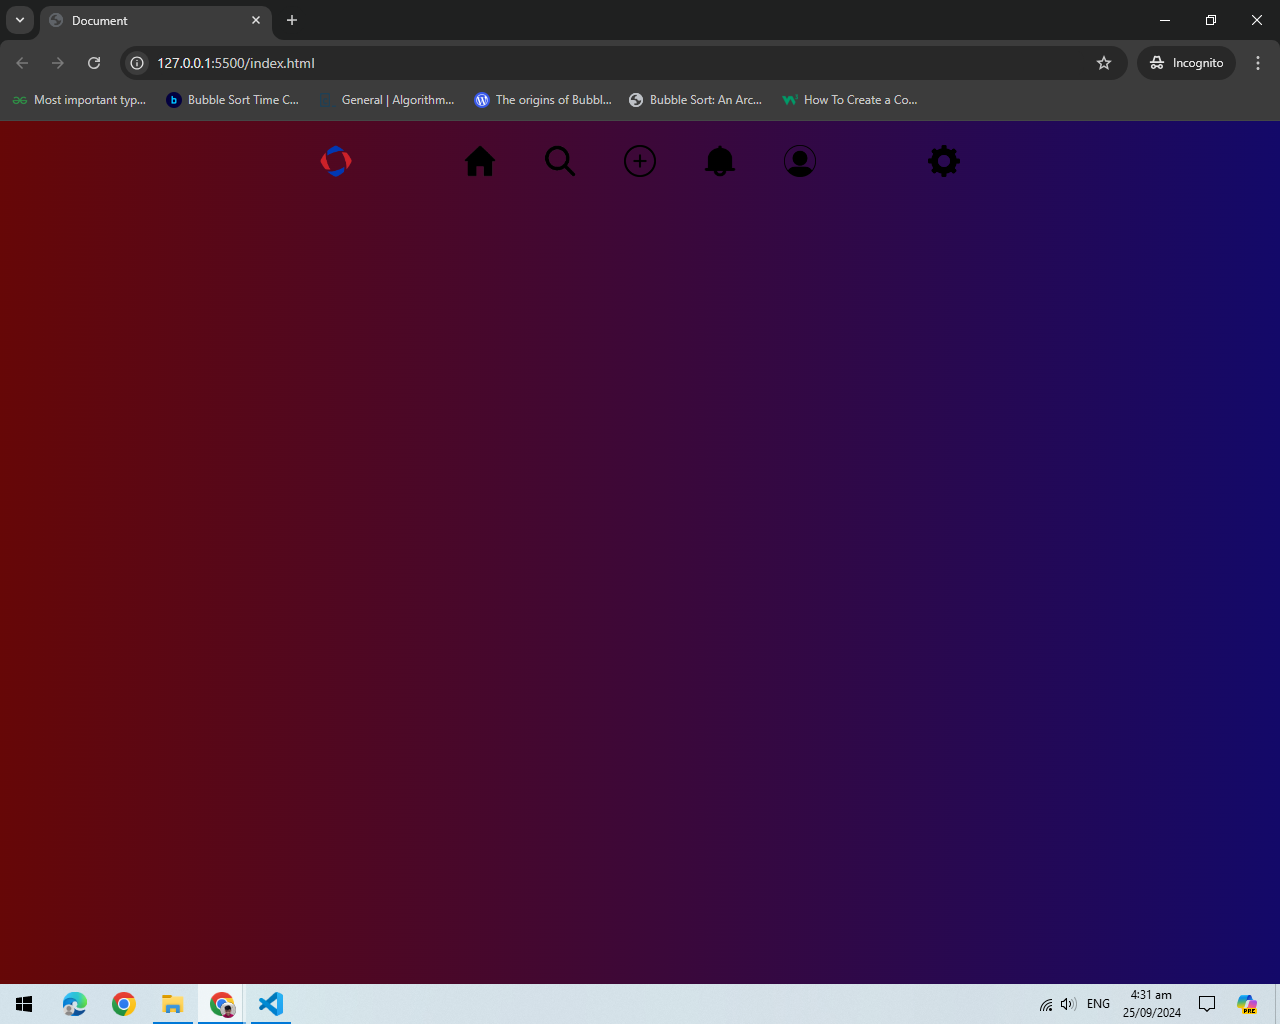 Document
127.0.0.1:5500/index.html
Incognito
Most important typ...
Bubble Sort Time C...
General | Algorithm...
The origins of Bubbl...
Bubble Sort: An Arc...
How To Create a Co...
ENG
4:31 am
25/09/2024
PRE